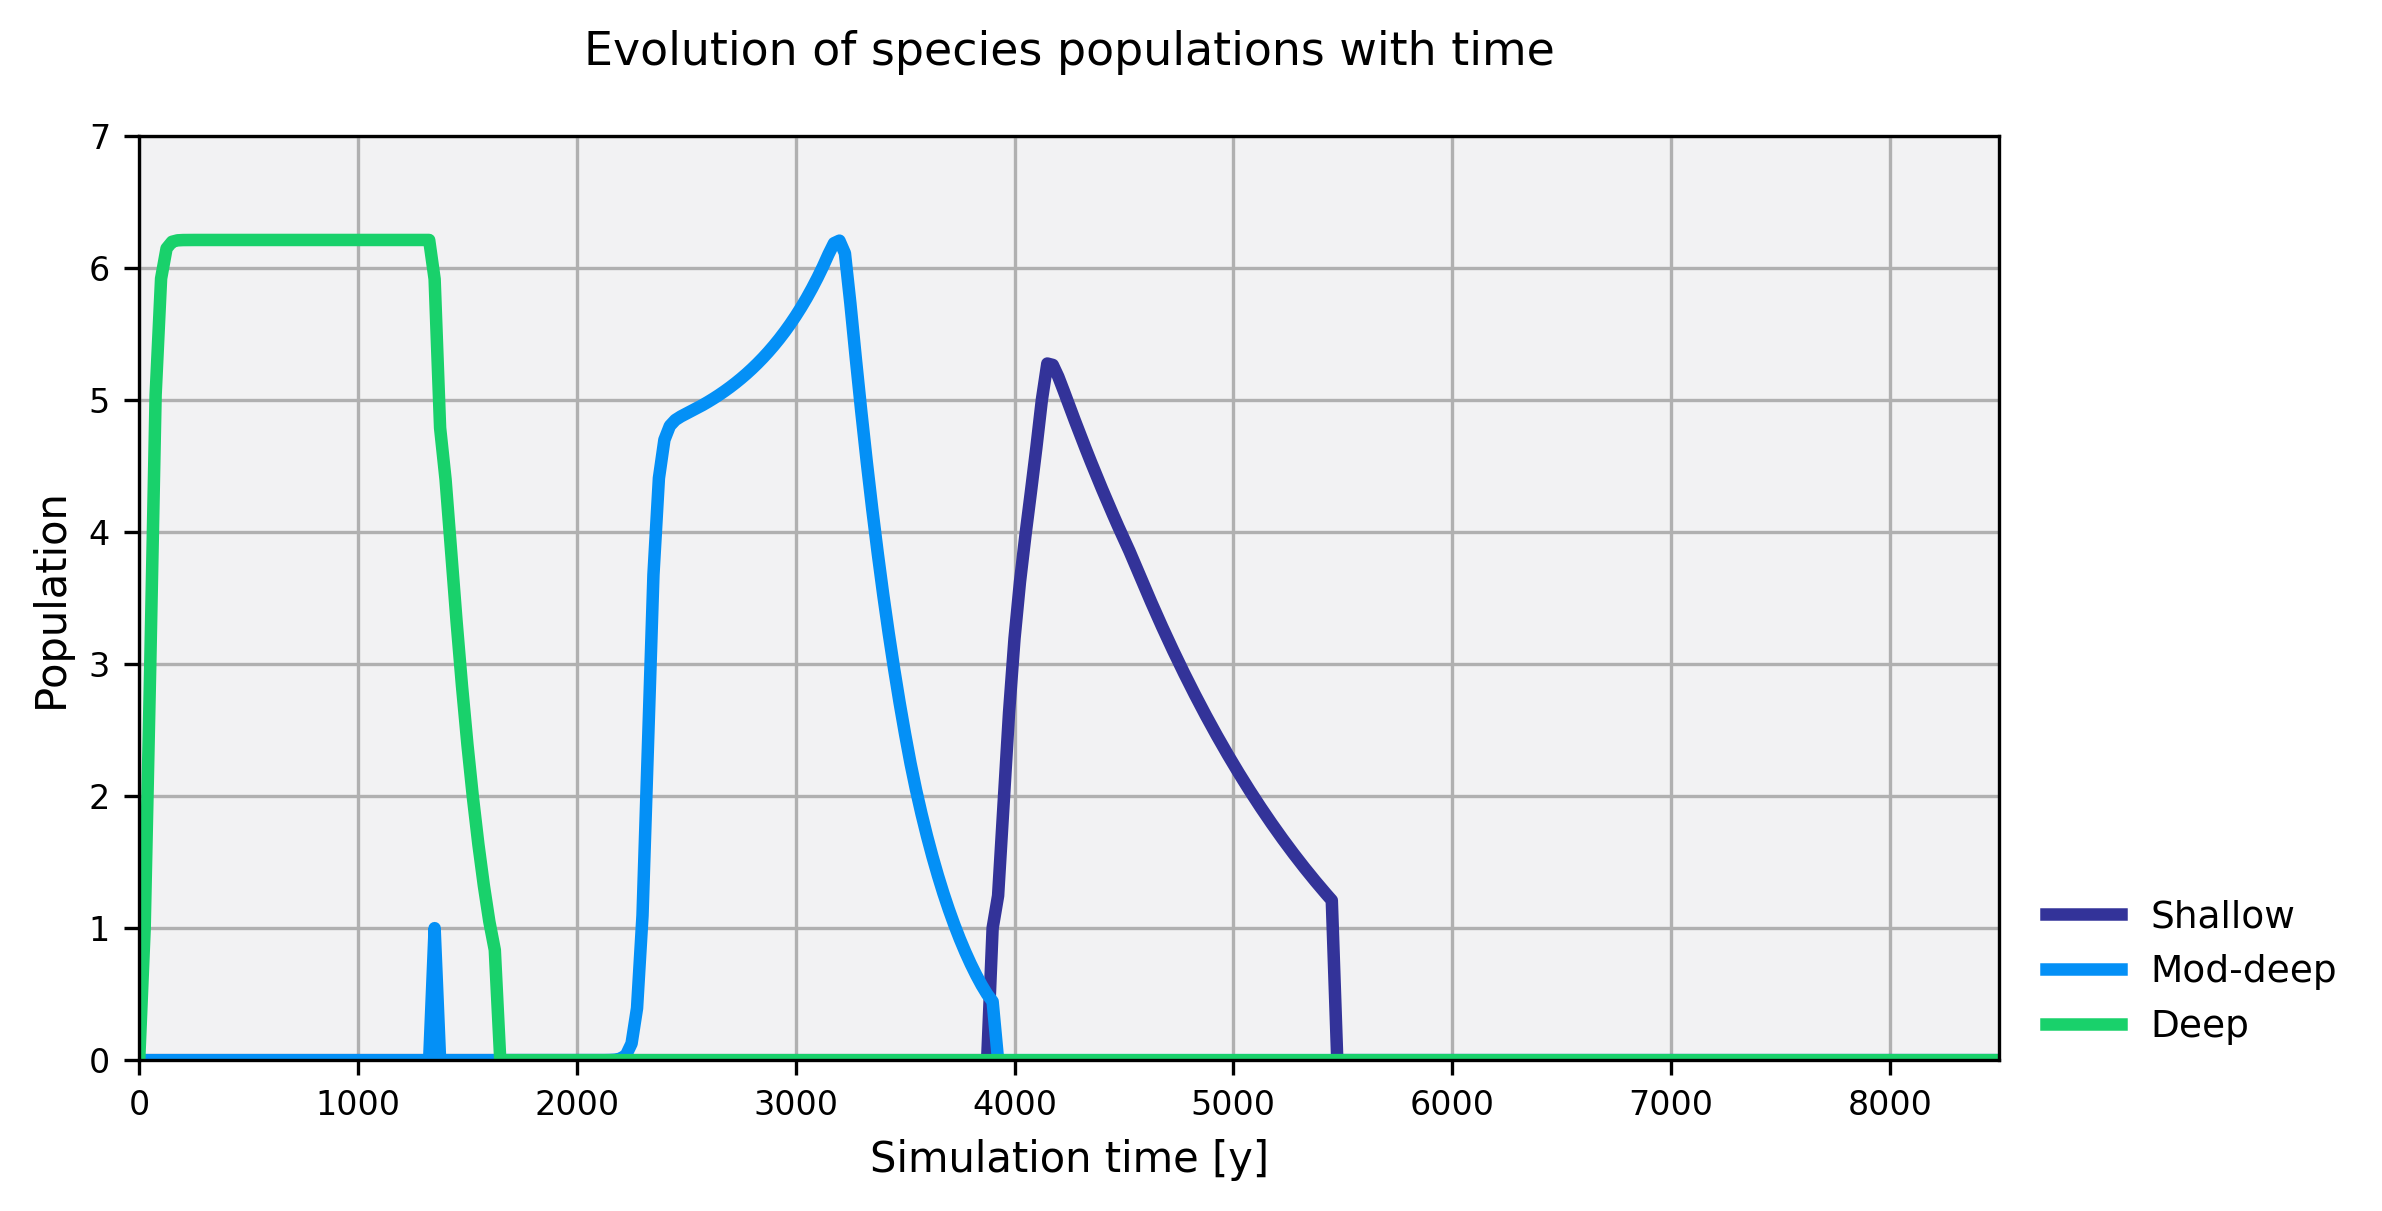 Evolution of species populations with time
7
6
5
4
3
2
1
0
Population
0 1000 2000 3000 4000 5000 6000 7000 8000
Simulation time [y]
Shallow
Mod-deep
Deep